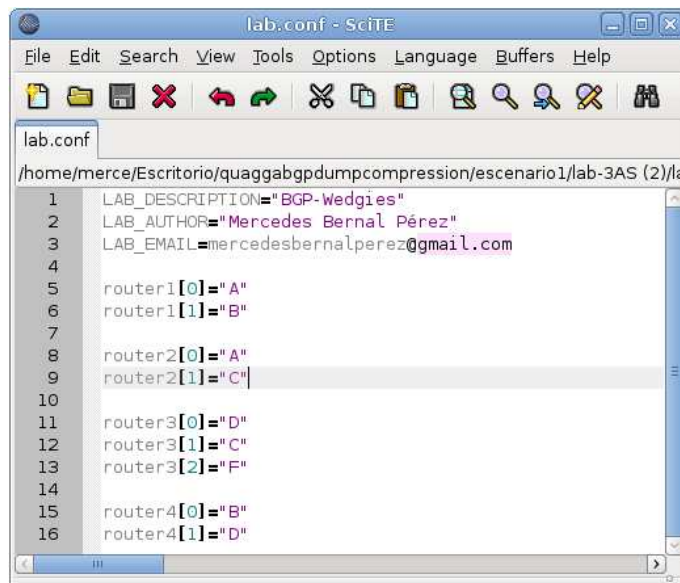 lab.conf - SciTE
File Edit Search View Tools Options Language Buffers Help
lab.conf
/home/merce/Escritorio/quaggabgpdumpcompression/escenario1/lab-3AS (2)/la
1 LAB_DESCRIPTION="BGP-Wedgies"
2 LAB_AUTHOR="Mercedes Bernal Pérez"
3 LAB_EMAIL=mercedesbernalperez@gmail.com
4
5 router1[0]="A"
6 router1[1]="B"
7
8 router2[0]="A"
9 router2[1]="C"
10
11 router3[0]="D"
12 router3[1]="C"
13 router3[2]="F"
14
15 router4[0]="B"
16 router4[1]="D"